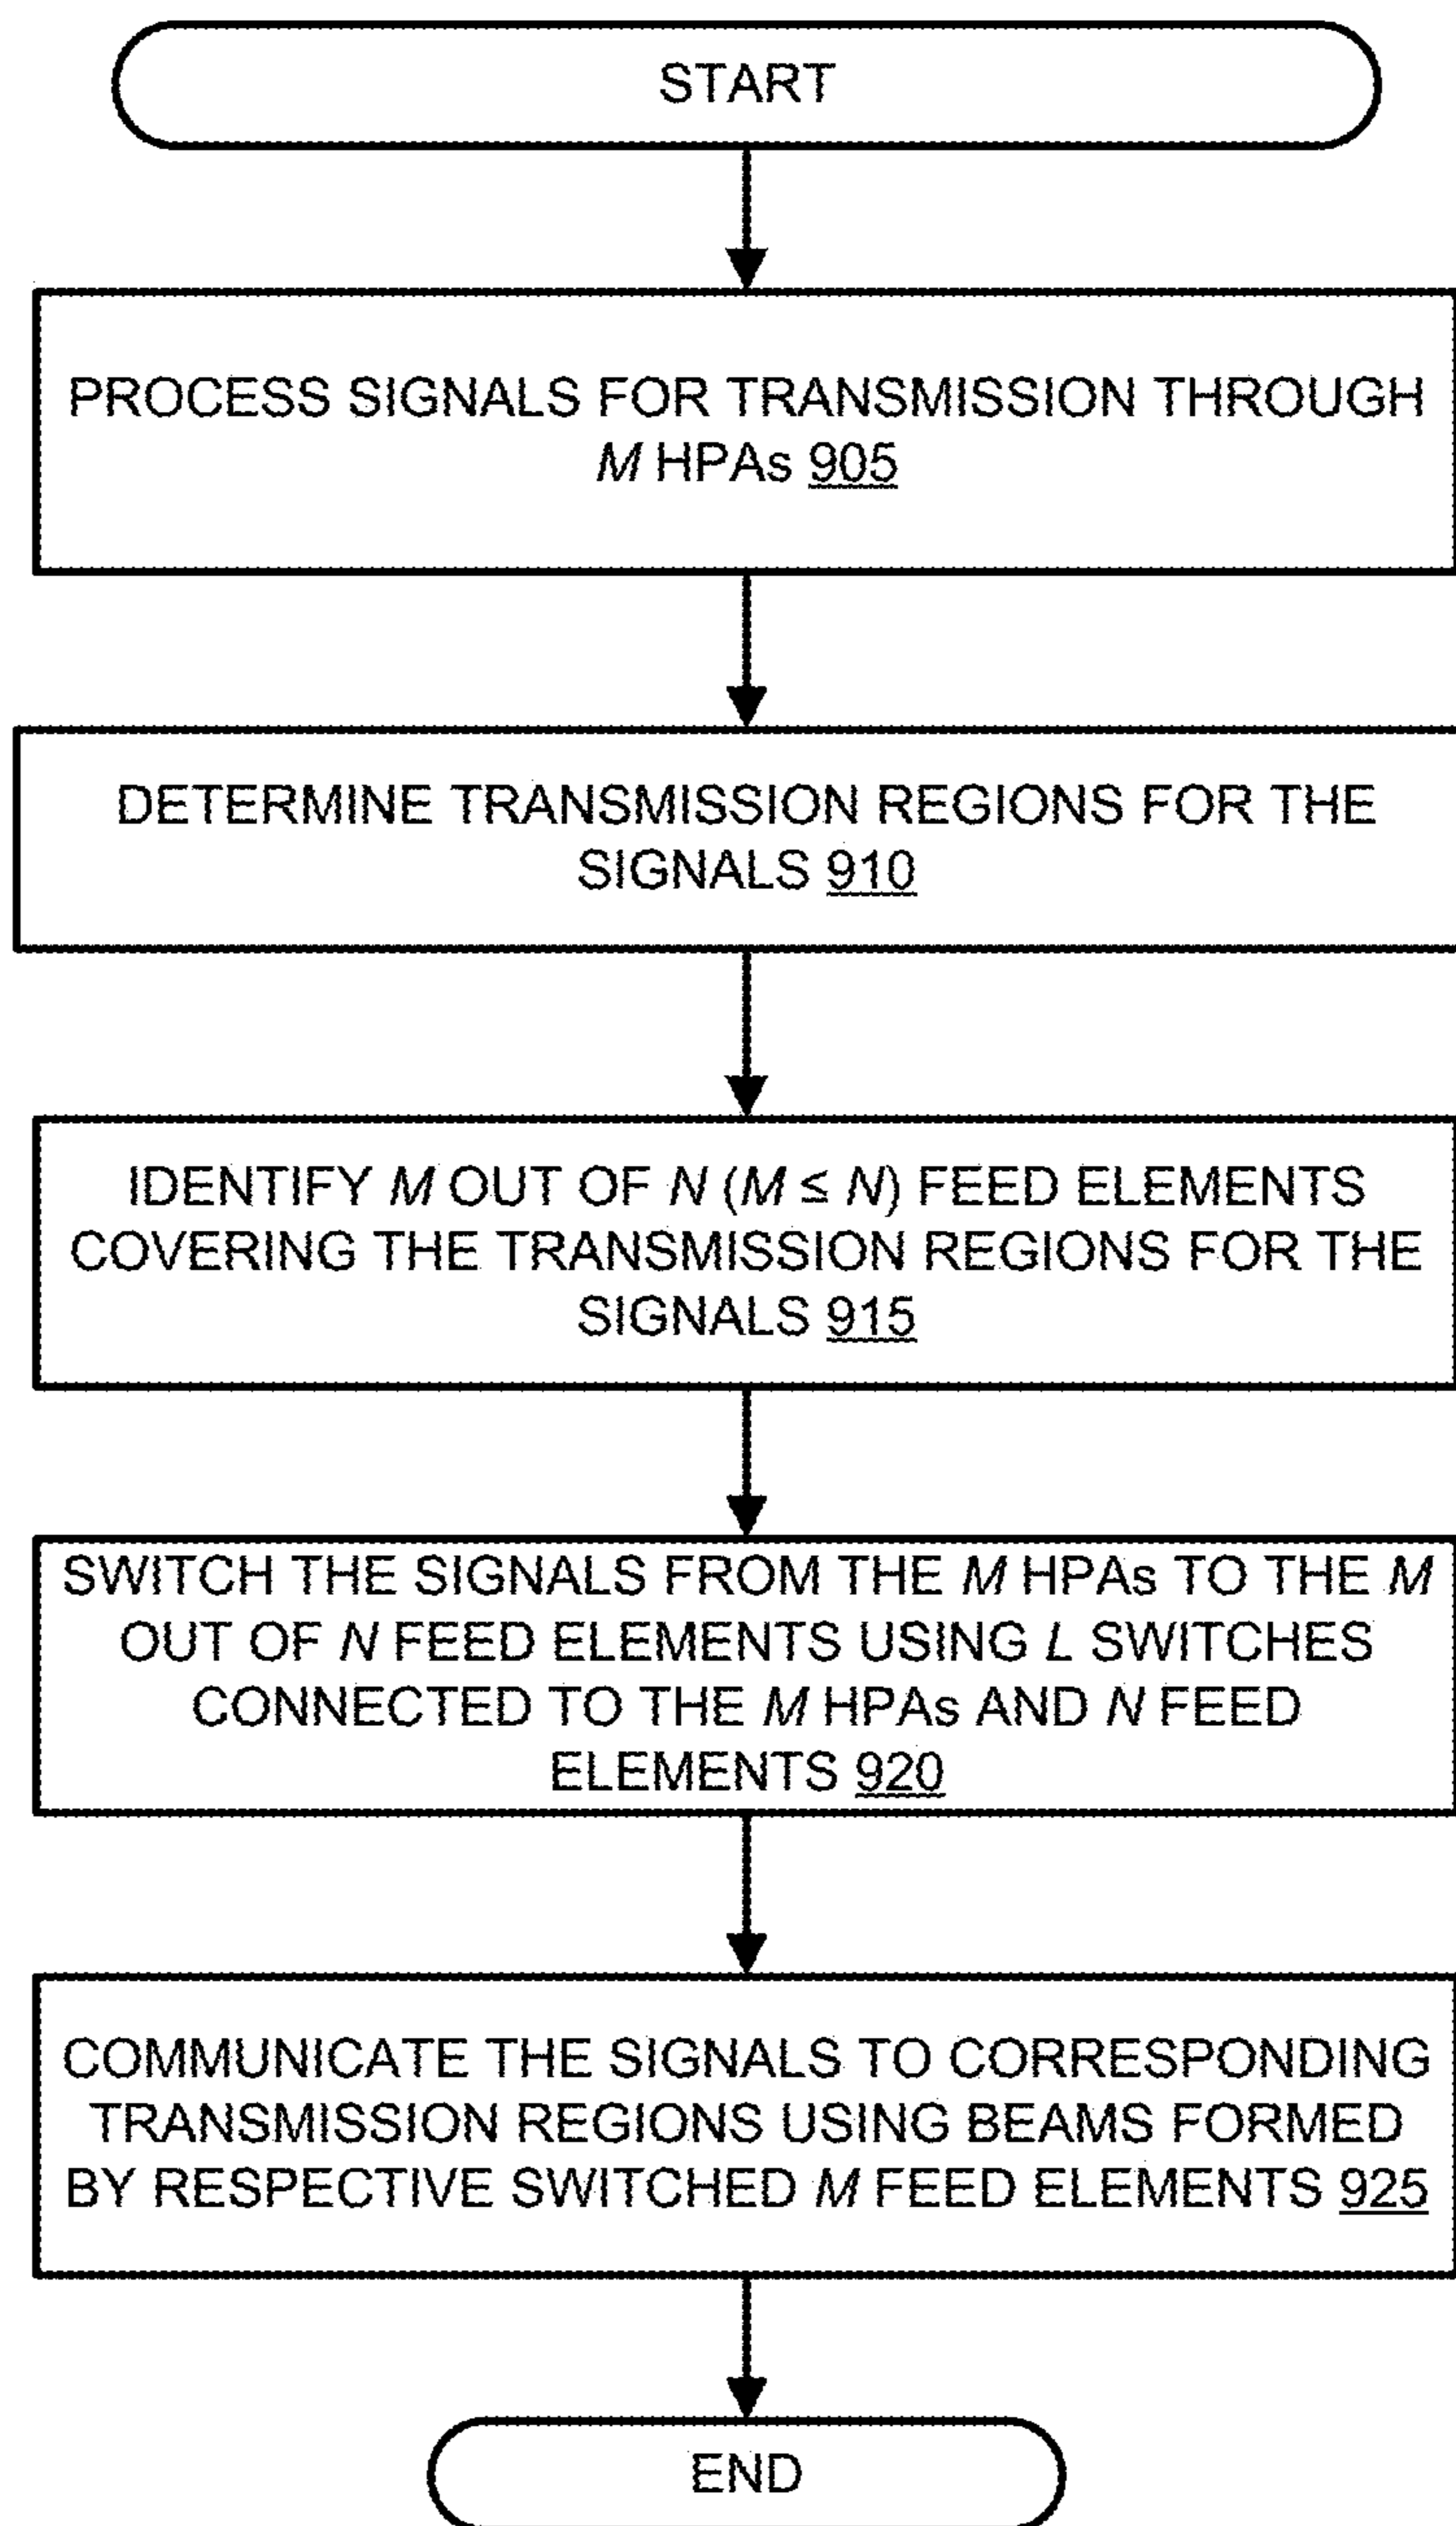 START
PROCESS SIGNALS FOR TRANSMISSION THROUGH
M HPAs 905
DETERMINE TRANSMISSION REGIONS FOR THE
SIGNALS 910
IDENTIFY M OUT OF N (M ≤ N) FEED ELEMENTS
COVERING THE TRANSMISSION REGIONS FOR THE
SIGNALS 915
SWITCH THE SIGNALS FROM THE M HPAs TO THE M
OUT OF N FEED ELEMENTS USING L SWITCHES
CONNECTED TO THE M HPAs AND N FEED
ELEMENTS 920
COMMUNICATE THE SIGNALS TO CORRESPONDING
TRANSMISSION REGIONS USING BEAMS FORMED
BY RESPECTIVE SWITCHED M FEED ELEMENTS 925
END